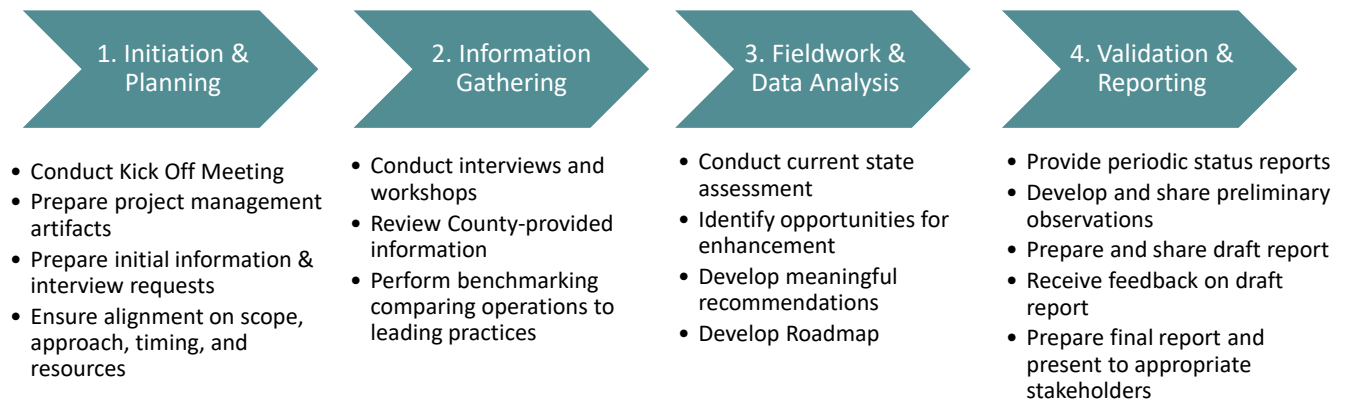 1. Initiation &
Planning
• Conduct Kick Off Meeting
• Prepare project management
artifacts
• Prepare initial information &
interview requests
• Ensure alignment on scope,
approach, timing, and
resources
2. Information
Gathering
• Conduct interviews and
workshops
• Review County-provided
information
• Perform benchmarking
comparing operations to
leading practices
3. Fieldwork &
Data Analysis
• Conduct current state
assessment
• Identify opportunities for
enhancement
• Develop meaningful
recommendations
• Develop Roadmap
4. Validation &
Reporting
• Provide periodic status reports
• Develop and share preliminary
observations
• Prepare and share draft report
• Receive feedback on draft
report
• Prepare final report and
present to appropriate
stakeholders